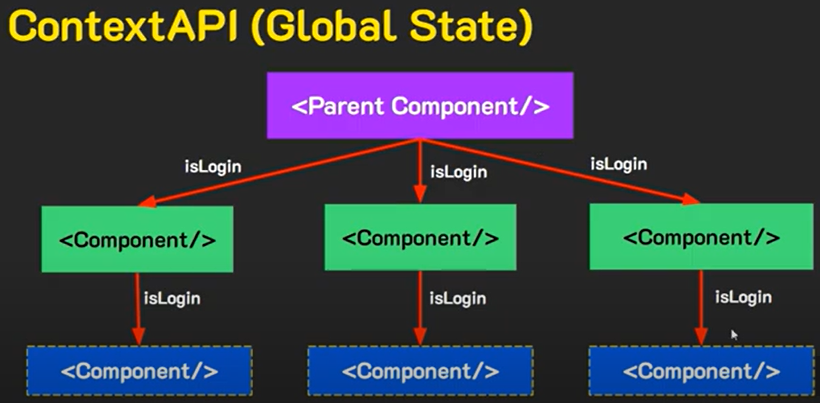 ContextAPI (Global State)
<Parent Component/>
isLogin
isLogin
isLogin
<Component/>
<Component/>
<Component/>
isLogin
isLogin
isLogin
<Component/>
<Component/>
<Component/>